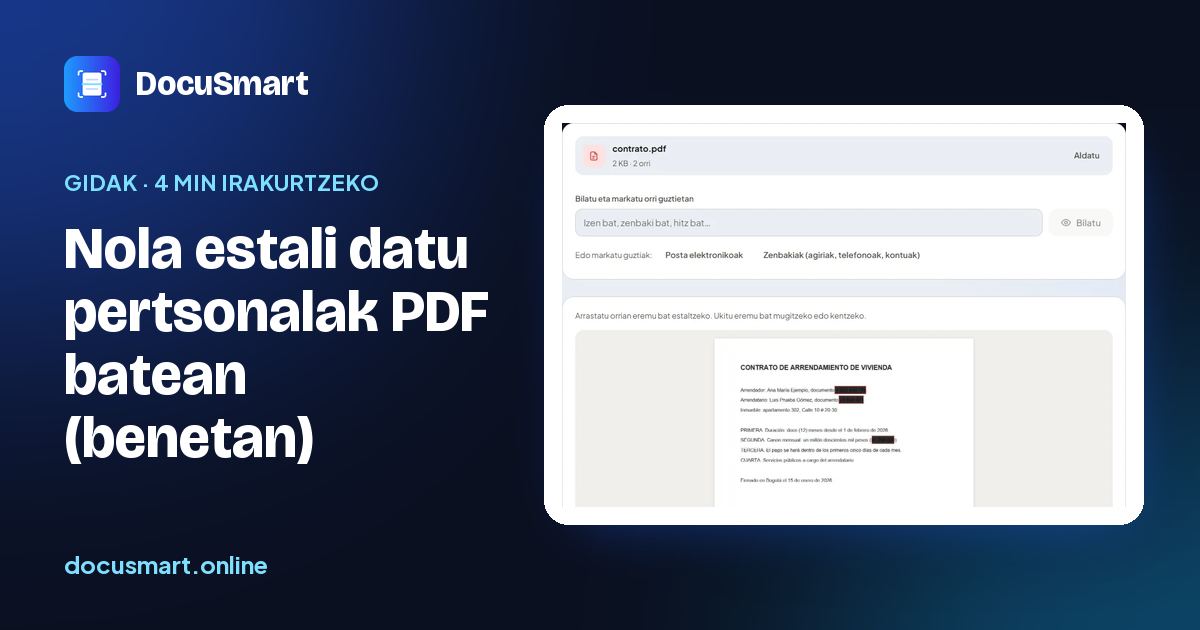 DocuSmart
GIDAK · 4 MIN IRAKURTZEKO
Nola estali datu
pertsonalak PDF
batean
(benetan)
docusmart.online
contrato.pdf
2 KB · 2 orri
Aldatu
Bilatu eta markatu orri guztietan
Izen bat, zenbaki bat, hitz bat...
Bilatu
Edo markatu guztiak: Posta elektronikoak Zenbakiak (agiriak, telefonoak, kontuak)
Arrastatu orrian eremu bat estaltzeko. Ukitu eremu bat mugitzeko edo kentzeko.
CONTRATO DE ARRENDAMIENTO DE VIVIENDA
Arrendador: Ana María Ejemplo, documento
Arrendatario: Luis Prueba Gómez, documento
Inmueble: apartamento 302, Calle 10 # 20-30.
PRIMERA. Duración: doce (12) meses desde el 1 de febrero de 2026.
SEGUNDA. Canon mensual: un millón doscientos mil pesos ( )
TERCERA. El pago se hará dentro de los primeros cinco días de cada mes.
CUARTA. Servicios públicos a cargo del arrendatario.
Firmado en Bogotá el 15 de enero de 2026.